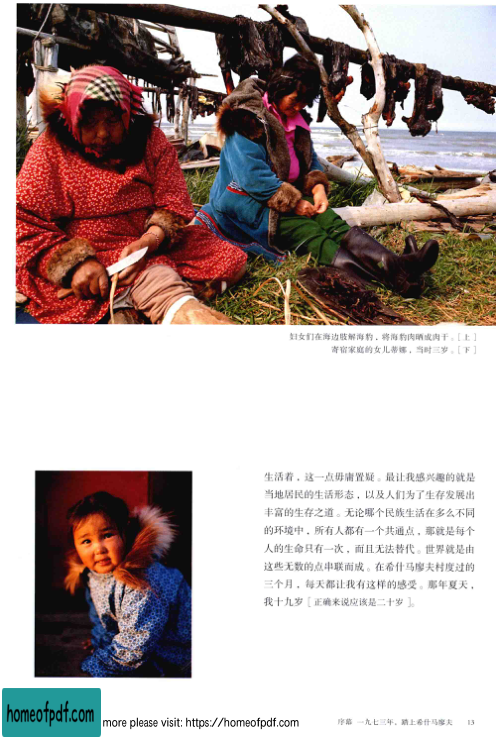 妇女们在海边肢解海豹，将海豹肉晒成肉干。[ 上 ]
寄宿家庭的女儿蒂娜，当时三岁。[ 下 ]
生活着，这一点毋庸置疑。最让我感兴趣的就是
当地居民的生活形态，以及人们为了生存发展出
丰富的生存之道。无论哪个民族生活在多么不同
的环境中，所有人都有一个共通点，那就是每个
人的生命只有一次，而且无法替代。世界就是由
这些无数的点串联而成。在希什马廖夫村度过的
三个月，每天都让我有这样的感受。那年夏天，
我十九岁 [ 正确来说应该是二十岁 ]。
homeofpdf.com
more please visit: https://homeofpdf.com
序幕 一九七三年，踏上希什马廖夫 13